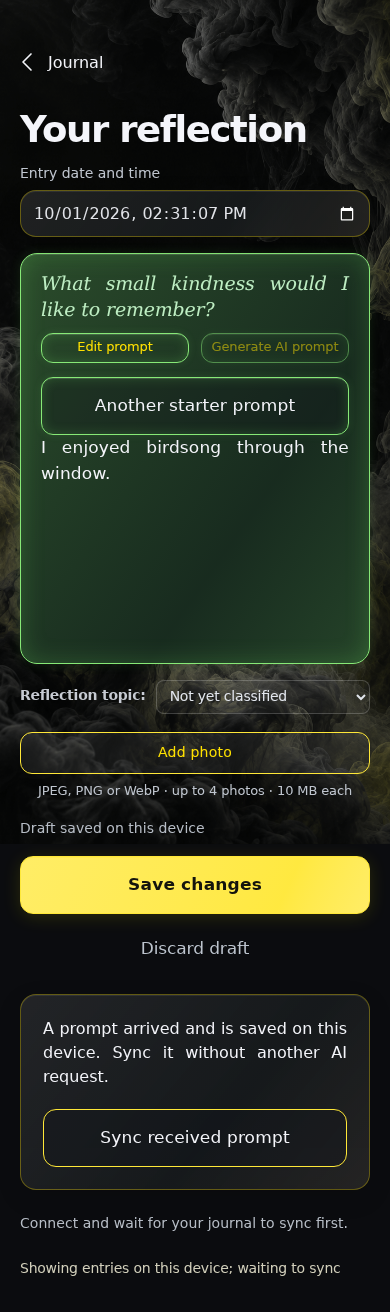 Journal
Your reflection
Entry date and time
10/01/2026, 02:31:07 PM
What small kindness would I
like to remember?
Edit prompt
Generate AI prompt
Another starter prompt
I enjoyed birdsong through the
window.
Reflection topic:
Not yet classified
Add photo
JPEG, PNG or WebP · up to 4 photos · 10 MB each
Draft saved on this device
Save changes
Discard draft
A prompt arrived and is saved on this
device. Sync it without another AI
request.
Sync received prompt
Connect and wait for your journal to sync first.
Showing entries on this device; waiting to sync